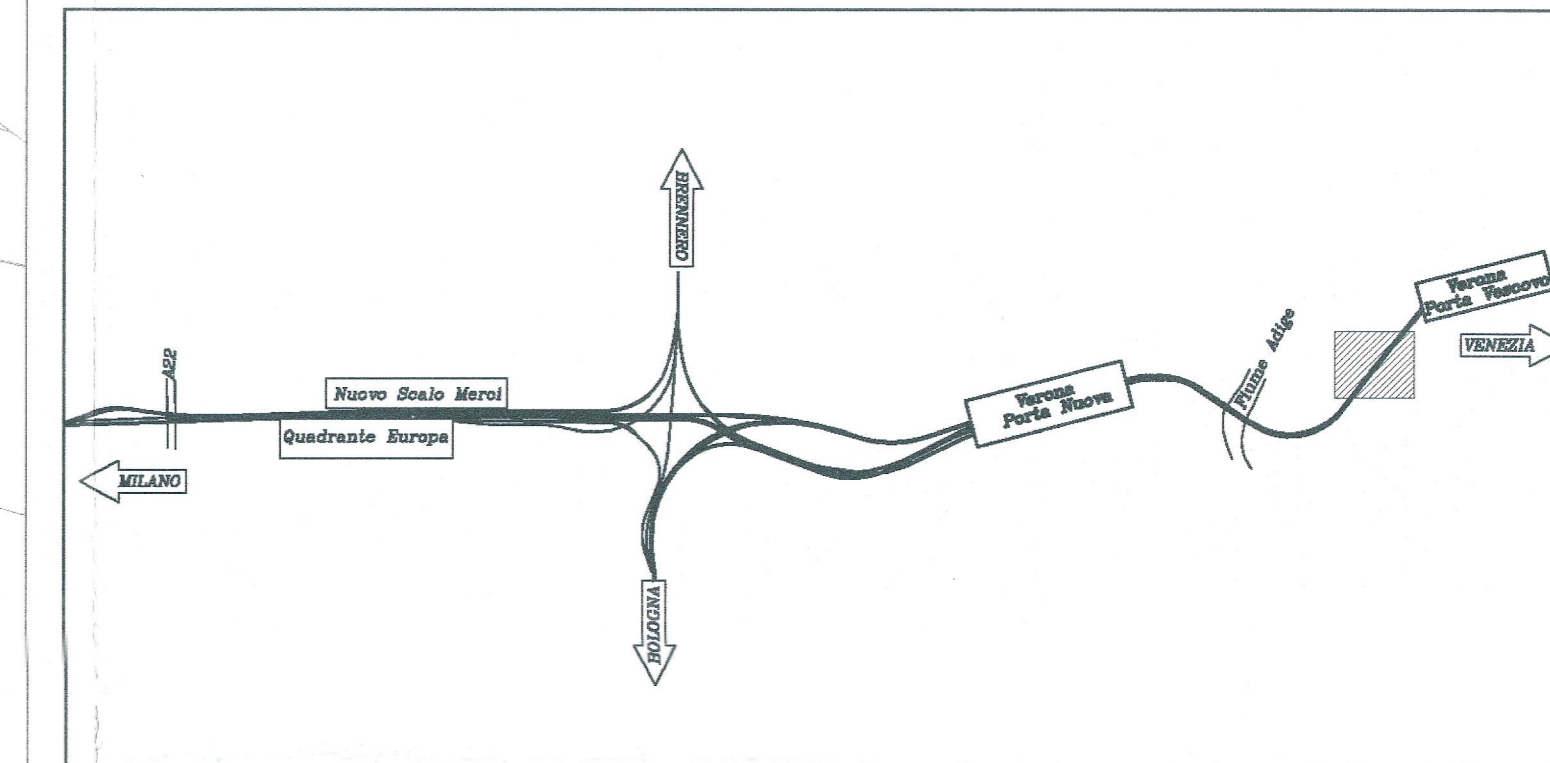 BRENNERO
Verona
Porta Vescovo
VENEZIA
Fiume Adige
A22
Nuovo Scalo Merci
Quadrante Europa
Verona
Porta Nuova
MILANO
BOLOGNA